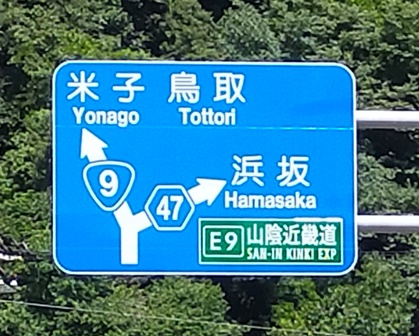 米子 鳥取
Yonago Tottori
9
47
浜坂
Hamasaka
E9 山陰近畿道
SAN-IN KINKI EXP